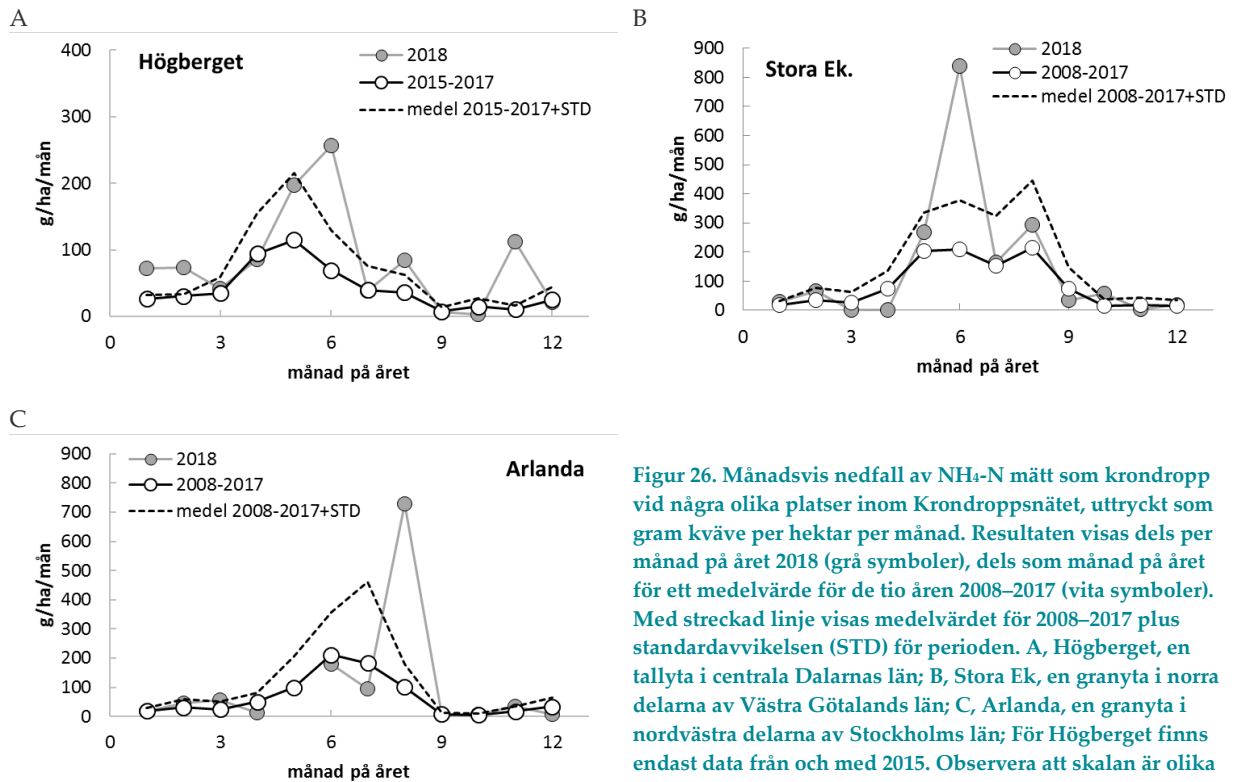 A
Högberget
2018
2015-2017
medel 2015-2017+STD
400
300
200
100
0
g/ha/mån
0 3 6 9 12
månad på året
B
Stora Ek.
2018
2008-2017
medel 2008-2017+STD
900
800
700
600
500
400
300
200
100
0
g/ha/mån
0 3 6 9 12
månad på året
C
Arlanda
2018
2008-2017
medel 2008-2017+STD
900
800
700
600
500
400
300
200
100
0
g/ha/mån
0 3 6 9 12
månad på året
Figur 26. Månadsvis nedfall av NH₄-N mätt som krondropp
vid några olika platser inom Krondroppsnätet, uttryckt som
gram kväve per hektar per månad. Resultaten visas dels per
månad på året 2018 (grå symboler), dels som månad på året
för ett medelvärde för de tio åren 2008–2017 (vita symboler).
Med streckad linje visas medelvärdet för 2008–2017 plus
standardavvikelsen (STD) för perioden. A, Högberget, en
tallyta i centrala Dalarnas län; B, Stora Ek, en granyta i norra
delarna av Västra Götalands län; C, Arlanda, en granyta i
nordvästra delarna av Stockholms län; För Högberget finns
endast data från och med 2015. Observera att skalan är olika